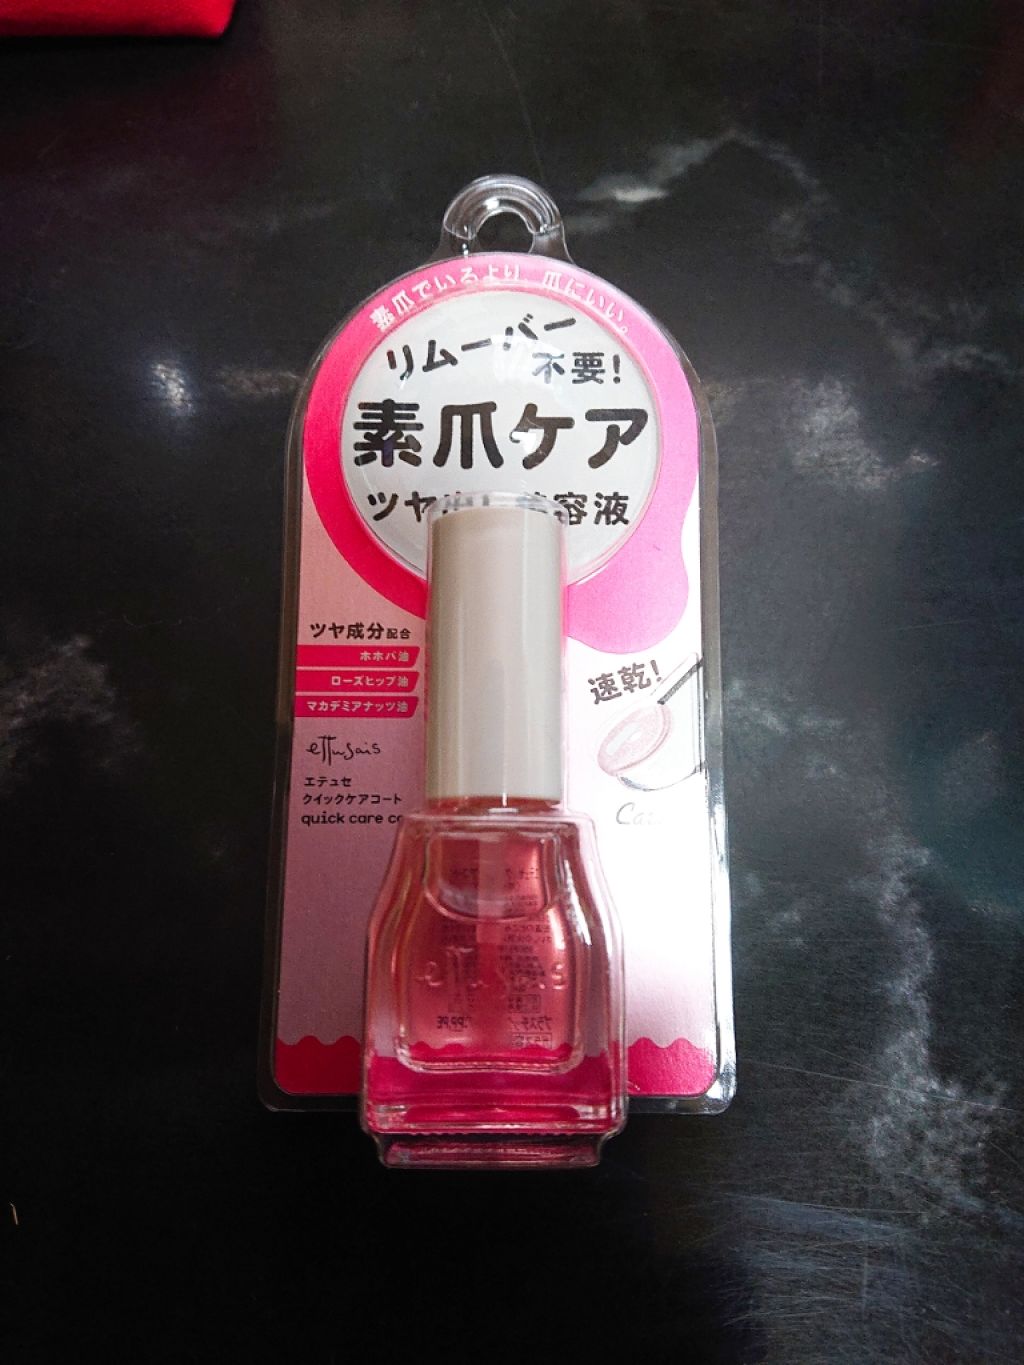 素爪でいるより、爪にいい。
リムーバー
不要!
素爪ケア
ツヤ出し美容液
ツヤ成分配合
ホホバ油
ローズヒップ油
マカデミアナッツ油
速乾!
ettusais
エテュセ
クイックケアコート
quick care co